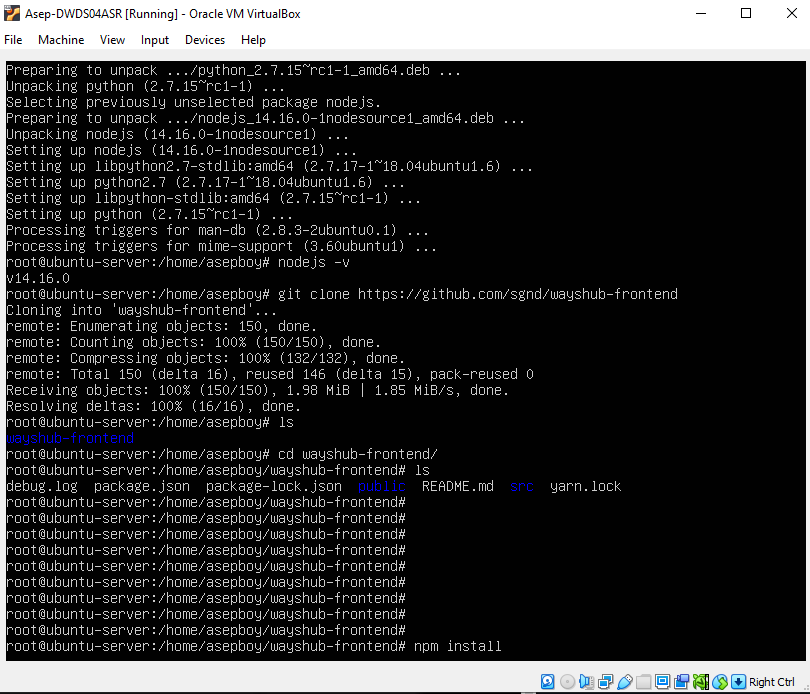 Asep-DWDS04ASR [Running] - Oracle VM VirtualBox
File Machine View Input Devices Help
Preparing to unpack .../python_2.7.15~rc1-1_amd64.deb ...
Unpacking python (2.7.15~rc1-1) ...
Selecting previously unselected package nodejs.
Preparing to unpack .../nodejs_14.16.0-1nodesource1_amd64.deb ...
Unpacking nodejs (14.16.0-1nodesource1) ...
Setting up nodejs (14.16.0-1nodesource1) ...
Setting up libpython2.7-stdlib:amd64 (2.7.17-1~18.04ubuntu1.6) ...
Setting up python2.7 (2.7.17-1~18.04ubuntu1.6) ...
Setting up libpython-stdlib:amd64 (2.7.15~rc1-1) ...
Setting up python (2.7.15~rc1-1) ...
Processing triggers for man-db (2.8.3-2ubuntu0.1) ...
Processing triggers for mime-support (3.60ubuntu1) ...
root@ubuntu-server:/home/asepboy# nodejs -v
v14.16.0
root@ubuntu-server:/home/asepboy# git clone https://github.com/sgnd/wayshub-frontend
Cloning into 'wayshub-frontend'...
remote: Enumerating objects: 150, done.
remote: Counting objects: 100% (150/150), done.
remote: Compressing objects: 100% (132/132), done.
remote: Total 150 (delta 16), reused 146 (delta 15), pack-reused 0
Receiving objects: 100% (150/150), 1.98 MiB | 1.85 MiB/s, done.
Resolving deltas: 100% (16/16), done.
root@ubuntu-server:/home/asepboy# ls
wayshub-frontend
root@ubuntu-server:/home/asepboy# cd wayshub-frontend/
root@ubuntu-server:/home/asepboy/wayshub-frontend# ls
debug.log package.json package-lock.json public README.md src yarn.lock
root@ubuntu-server:/home/asepboy/wayshub-frontend#
root@ubuntu-server:/home/asepboy/wayshub-frontend#
root@ubuntu-server:/home/asepboy/wayshub-frontend#
root@ubuntu-server:/home/asepboy/wayshub-frontend#
root@ubuntu-server:/home/asepboy/wayshub-frontend#
root@ubuntu-server:/home/asepboy/wayshub-frontend#
root@ubuntu-server:/home/asepboy/wayshub-frontend#
root@ubuntu-server:/home/asepboy/wayshub-frontend#
root@ubuntu-server:/home/asepboy/wayshub-frontend#
root@ubuntu-server:/home/asepboy/wayshub-frontend# npm install
Right Ctrl